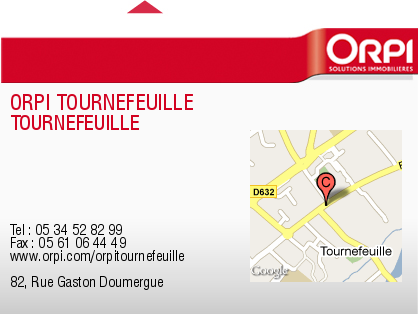 ORPI
SOLUTIONS IMMOBILIÈRES
ORPI TOURNEFEUILLE
TOURNEFEUILLE
Tel : 05 34 52 82 99
Fax : 05 61 06 44 49
www.orpi.com/orpitournefeuille
82, Rue Gaston Doumergue
D632
C
Tournefeuille
Google